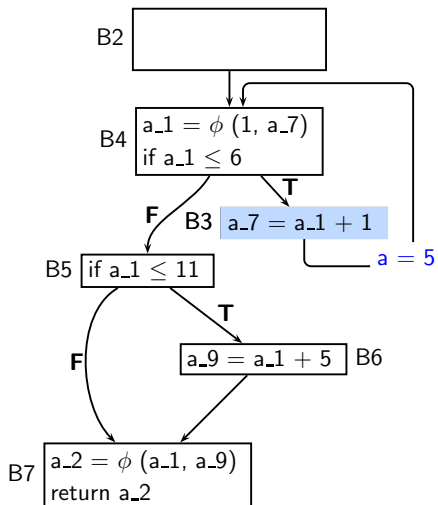 B2
B4
a_1 = ϕ (1, a_7)
if a_1 ≤ 6
F
T
B3
a_7 = a_1 + 1
a = 5
B5
if a_1 ≤ 11
F
T
a_9 = a_1 + 5
B6
B7
a_2 = ϕ (a_1, a_9)
return a_2